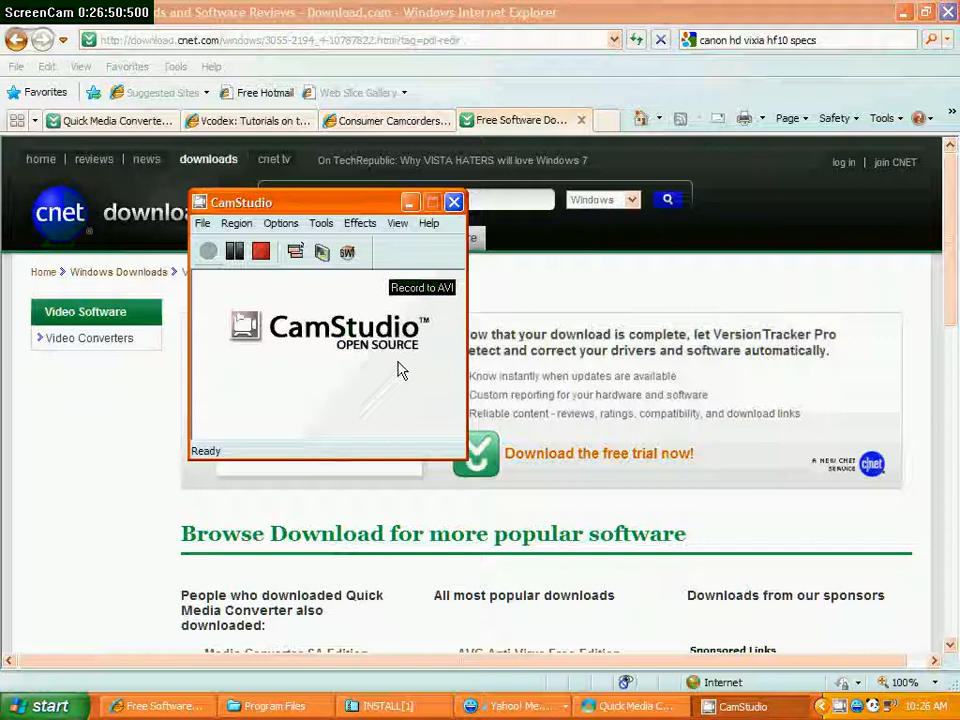 ScreenCam 0:26:50:500
ds and Software Reviews - Download.com - Windows Internet Explorer
http://download.cnet.com/windows/3055-2194_4-10787822.html?tag=pdl-redir
canon hd vixia hf10 specs
File Edit View Favorites Tools Help
Favorites Suggested Sites Free Hotmail Web Slice Gallery
Quick Media Converte... Vcodex: Tutorials on t... Consumer Camcorders... Free Software Do... Page Safety Tools
home reviews news downloads cnet tv On TechRepublic: Why VISTA HATERS will love Windows 7 log in join CNET
cnet downlo
Windows
CamStudio
File Region Options Tools Effects View Help
Record to AVI
CamStudio™
OPEN SOURCE
Ready
Home > Windows Downloads > V
Video Software
Video Converters
ow that your download is complete, let VersionTracker Pro
etect and correct your drivers and software automatically.
Know instantly when updates are available
Custom reporting for your hardware and software
Reliable content - reviews, ratings, compatibility, and download links
Download the free trial now!
A NEW CNET
SERVICE
cnet
Browse Download for more popular software
People who downloaded Quick
Media Converter also
downloaded:
All most popular downloads
Downloads from our sponsors
Media Converter SA Edition
AVG Anti-Virus Free Edition
Sponsored Links
Internet 100%
start Free Software... Program Files INSTALL[1] Yahoo! Me... Quick Media C... CamStudio 10:26 AM